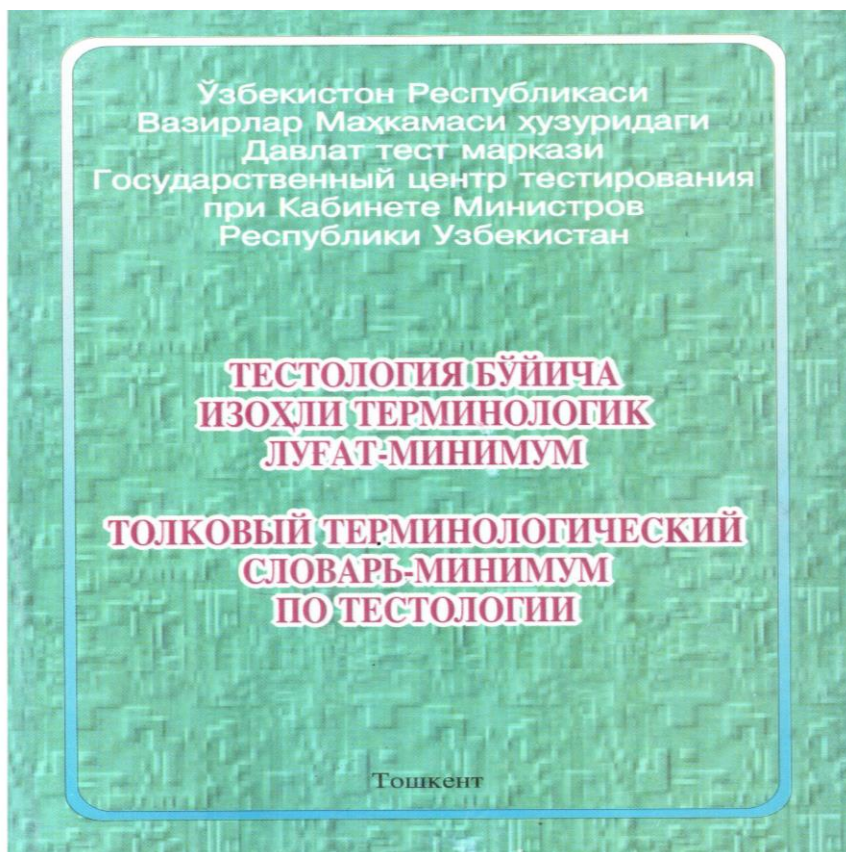 Ўзбекистон Республикаси
Вазирлар Маҳкамаси ҳузуридаги
Давлат тест маркази
Государственный центр тестирования
при Кабинете Министров
Республики Узбекистан
ТЕСТОЛОГИЯ БЎЙИЧА
ИЗОҲЛИ ТЕРМИНОЛОГИК
ЛУҒАТ-МИНИМУМ
ТОЛКОВЫЙ ТЕРМИНОЛОГИЧЕСКИЙ
СЛОВАРЬ-МИНИМУМ
ПО ТЕСТОЛОГИИ
Тошкент